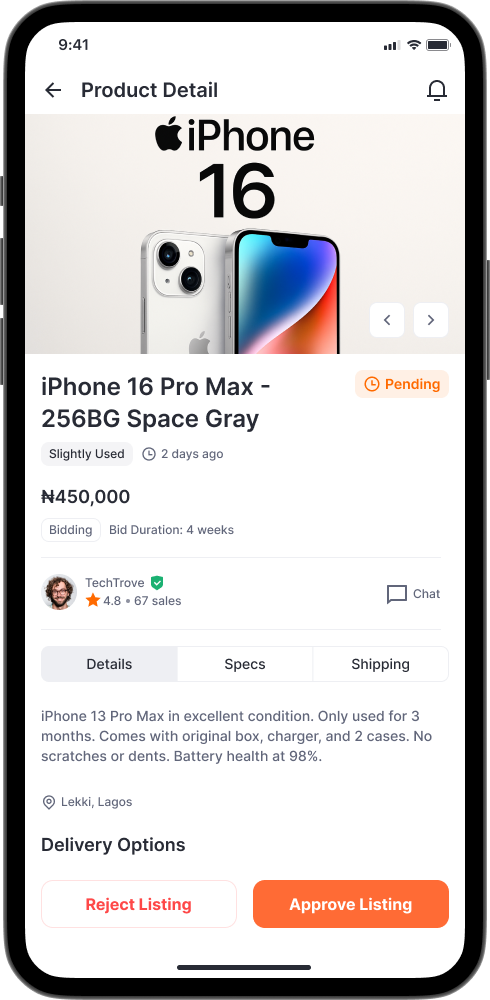 9:41
Product Detail
iPhone
16
iPhone 16 Pro Max -
256BG Space Gray
Pending
Slightly Used
2 days ago
₦450,000
Bidding
Bid Duration: 4 weeks
TechTrove
4.8 • 67 sales
Chat
Details
Specs
Shipping
iPhone 13 Pro Max in excellent condition. Only used for 3
months. Comes with original box, charger, and 2 cases. No
scratches or dents. Battery health at 98%.
Lekki, Lagos
Delivery Options
Reject Listing
Approve Listing